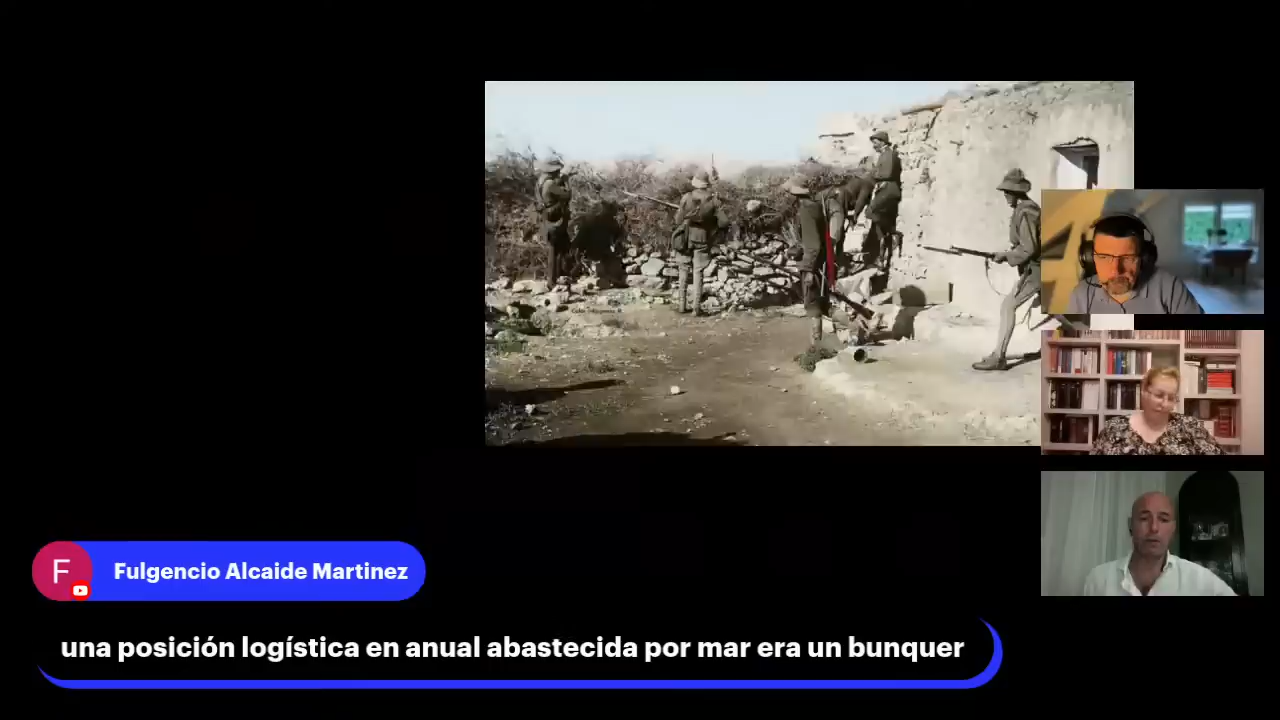 F
Fulgencio Alcaide Martinez
una posición logística en anual abastecida por mar era un bunquer